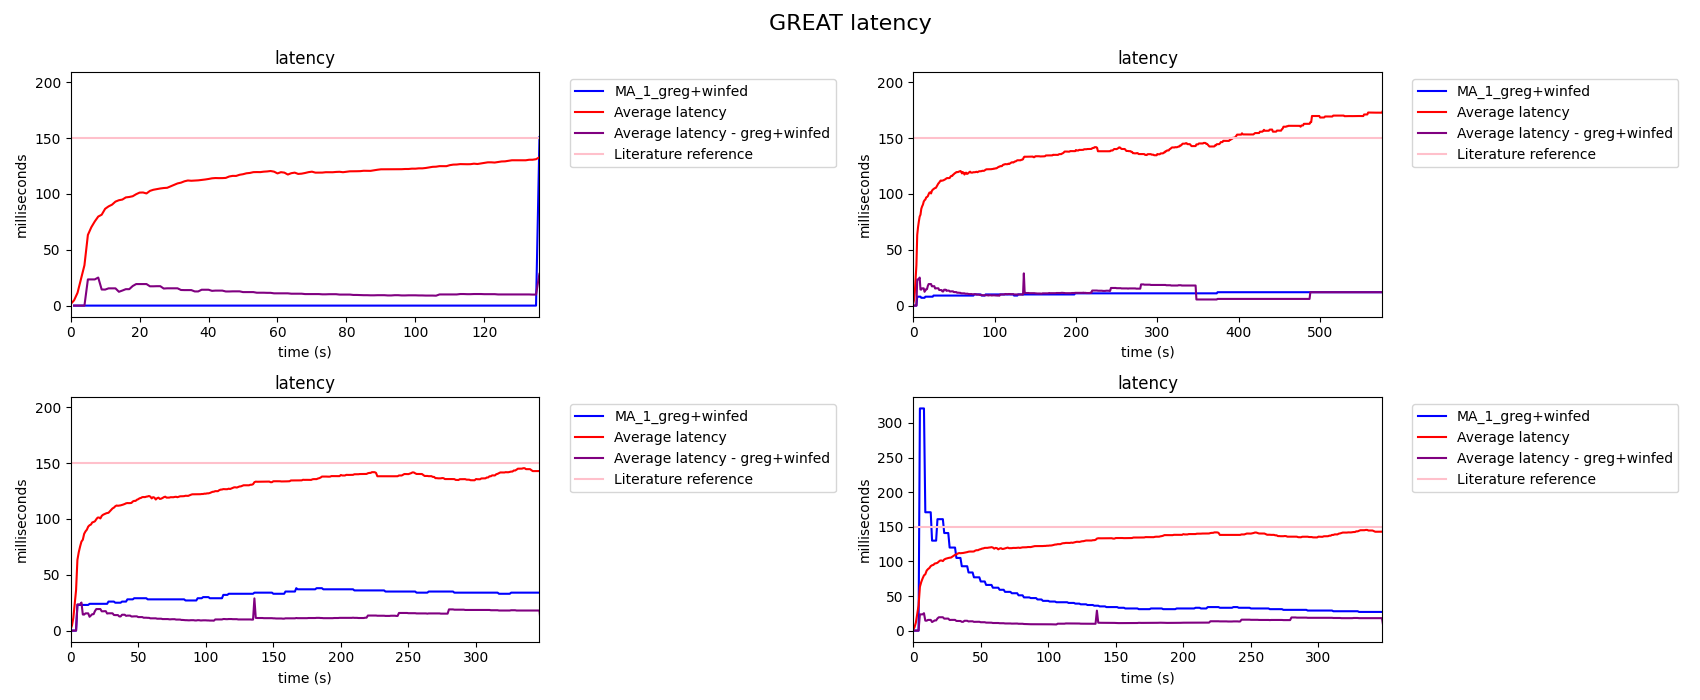 GREAT latency
latency
200
150
100
50
0
milliseconds
0 20 40 60 80 100 120
time (s)
MA_1_greg+winfed
Average latency
Average latency - greg+winfed
Literature reference
latency
200
150
100
50
0
milliseconds
0 100 200 300 400 500
time (s)
MA_1_greg+winfed
Average latency
Average latency - greg+winfed
Literature reference
latency
200
150
100
50
0
milliseconds
0 50 100 150 200 250 300
time (s)
MA_1_greg+winfed
Average latency
Average latency - greg+winfed
Literature reference
latency
300
250
200
150
100
50
0
milliseconds
0 50 100 150 200 250 300
time (s)
MA_1_greg+winfed
Average latency
Average latency - greg+winfed
Literature reference